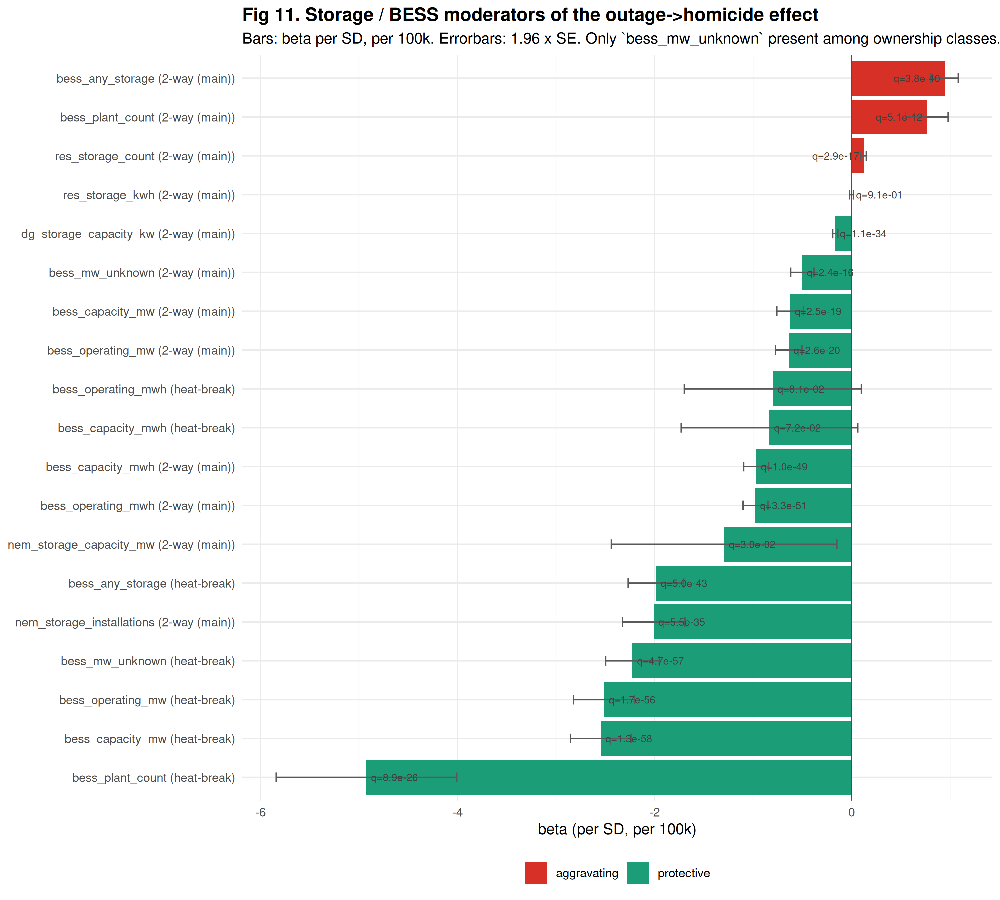 Fig 11. Storage / BESS moderators of the outage->homicide effect
Bars: beta per SD, per 100k. Errorbars: 1.96 x SE. Only `bess_mw_unknown` present among ownership classes.
bess_any_storage (2-way (main)) q=3.8e-40
bess_plant_count (2-way (main)) q=5.1e-12
res_storage_count (2-way (main)) q=2.9e-17
res_storage_kwh (2-way (main)) q=9.1e-01
dg_storage_capacity_kw (2-way (main)) q=1.1e-34
bess_mw_unknown (2-way (main)) q=2.4e-16
bess_capacity_mw (2-way (main)) q=2.5e-19
bess_operating_mw (2-way (main)) q=2.6e-20
bess_operating_mwh (heat-break) q=8.1e-02
bess_capacity_mwh (heat-break) q=7.2e-02
bess_capacity_mwh (2-way (main)) q=1.0e-49
bess_operating_mwh (2-way (main)) q=3.3e-51
nem_storage_capacity_mw (2-way (main)) q=3.0e-02
bess_any_storage (heat-break) q=5.0e-43
nem_storage_installations (2-way (main)) q=5.5e-35
bess_mw_unknown (heat-break) q=4.7e-57
bess_operating_mw (heat-break) q=1.7e-56
bess_capacity_mw (heat-break) q=1.3e-58
bess_plant_count (heat-break) q=8.9e-26
-6 -4 -2 0
beta (per SD, per 100k)
aggravating protective